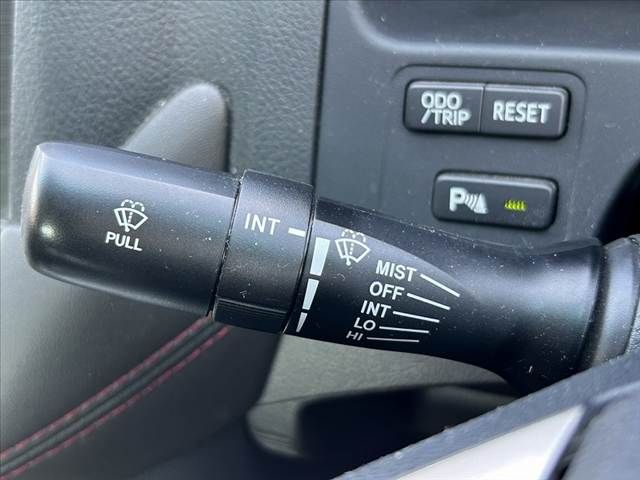 ODO
/TRIP
RESET
P
PULL
INT
MIST
OFF
INT
LO
HI